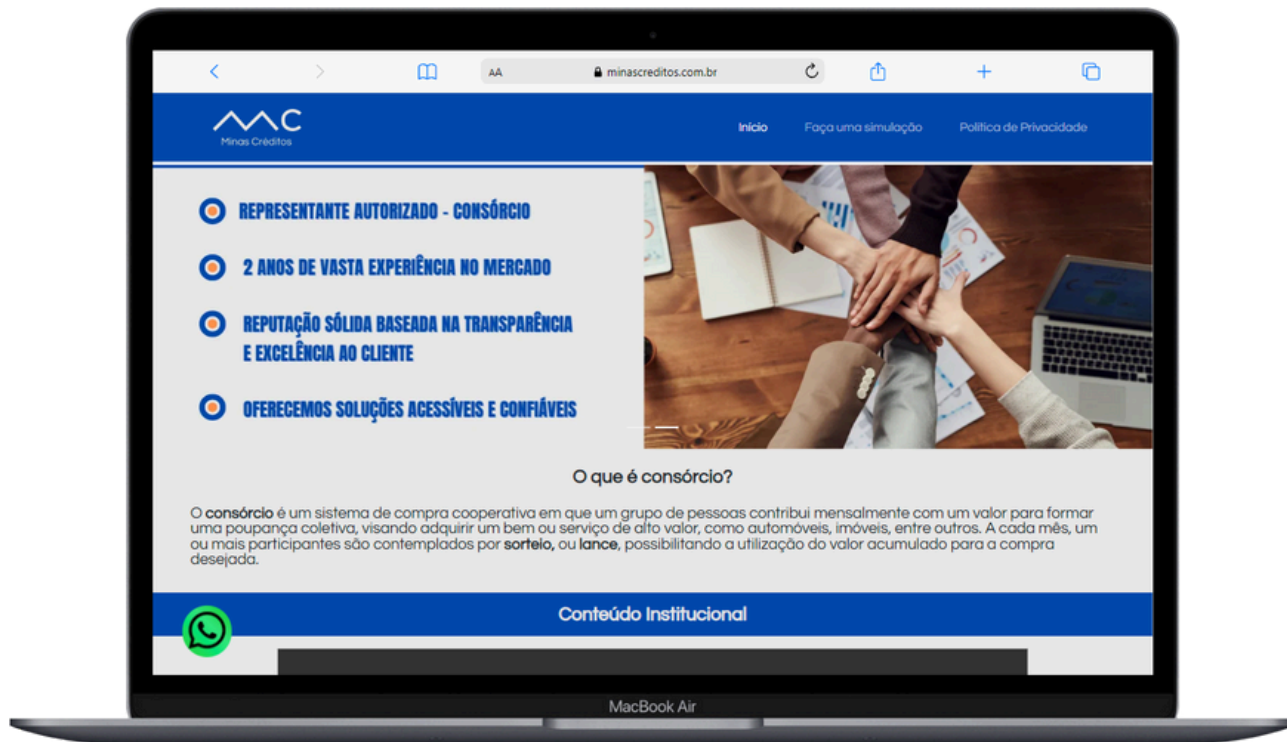 AA
minascreditos.com.br
MC
Minas Créditos
Início
Faça uma simulação
Política de Privacidade
REPRESENTANTE AUTORIZADO - CONSÓRCIO
2 ANOS DE VASTA EXPERIÊNCIA NO MERCADO
REPUTAÇÃO SÓLIDA BASEADA NA TRANSPARÊNCIA
E EXCELÊNCIA AO CLIENTE
OFERECEMOS SOLUÇÕES ACESSÍVEIS E CONFIÁVEIS
O que é consórcio?
O consórcio é um sistema de compra cooperativa em que um grupo de pessoas contribui mensalmente com um valor para formar
uma poupança coletiva, visando adquirir um bem ou serviço de alto valor, como automóveis, imóveis, entre outros. A cada mês, um
ou mais participantes são contemplados por sorteio, ou lance, possibilitando a utilização do valor acumulado para a compra
desejada.
Conteúdo Institucional
MacBook Air